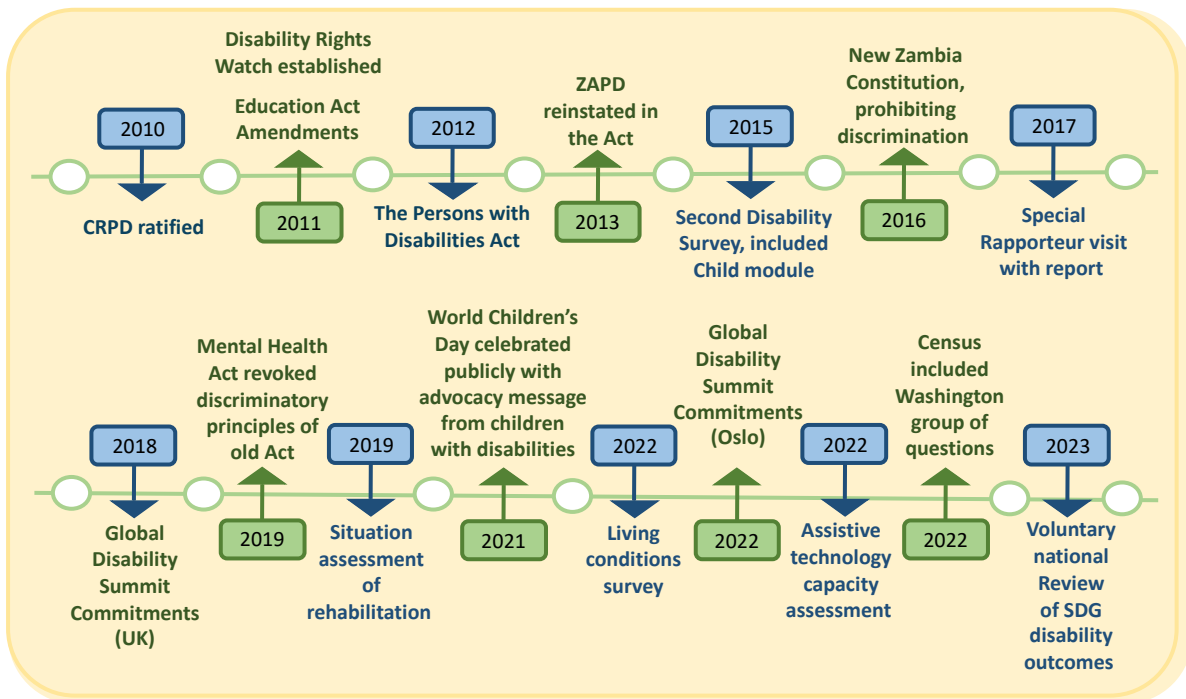 2010
CRPD ratified
Disability Rights
Watch established
Education Act
Amendments
2011
2012
The Persons with
Disabilities Act
ZAPD
reinstated in
the Act
2013
2015
Second Disability
Survey, included
Child module
New Zambia
Constitution,
prohibiting
discrimination
2016
2017
Special
Rapporteur visit
with report
2018
Global
Disability
Summit
Commitments
(UK)
Mental Health
Act revoked
discriminatory
principles of
old Act
2019
2019
Situation
assessment
of
rehabilitation
World Children's
Day celebrated
publicly with
advocacy message
from children
with disabilities
2021
2022
Living
conditions
survey
Global
Disability
Summit
Commitments
(Oslo)
2022
2022
Assistive
technology
capacity
assessment
Census
included
Washington
group of
questions
2022
2023
Voluntary
national
Review
of SDG
disability
outcomes